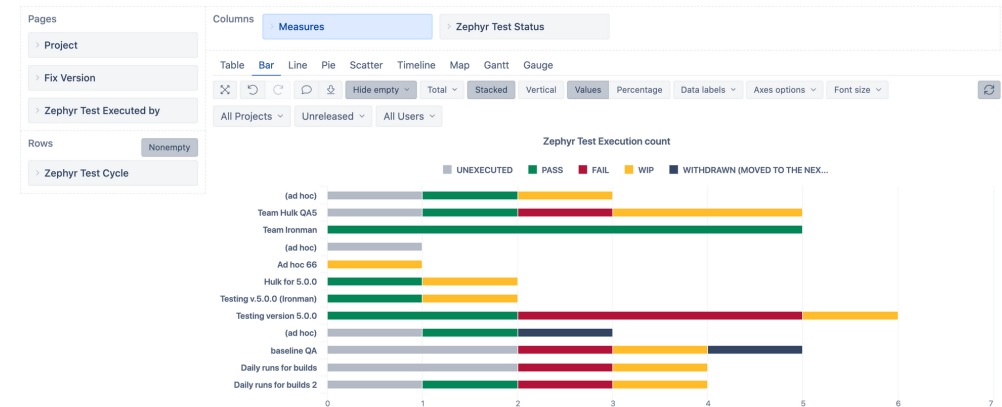 Pages
Project
Fix Version
Zephyr Test Executed by
Rows
Nonempty
Zephyr Test Cycle
Columns
Measures
Zephyr Test Status
Table Bar Line Pie Scatter Timeline Map Gantt Gauge
Hide empty Total Stacked Vertical Values Percentage Data labels Axes options Font size
All Projects Unreleased All Users
Zephyr Test Execution count
UNEXECUTED PASS FAIL WIP WITHDRAWN (MOVED TO THE NEX...
(ad hoc)
Team Hulk QA5
Team Ironman
(ad hoc)
Ad hoc 66
Hulk for 5.0.0
Testing v.5.0.0 (Ironman)
Testing version 5.0.0
(ad hoc)
baseline QA
Daily runs for builds
Daily runs for builds 2
0 1 2 3 4 5 6 7